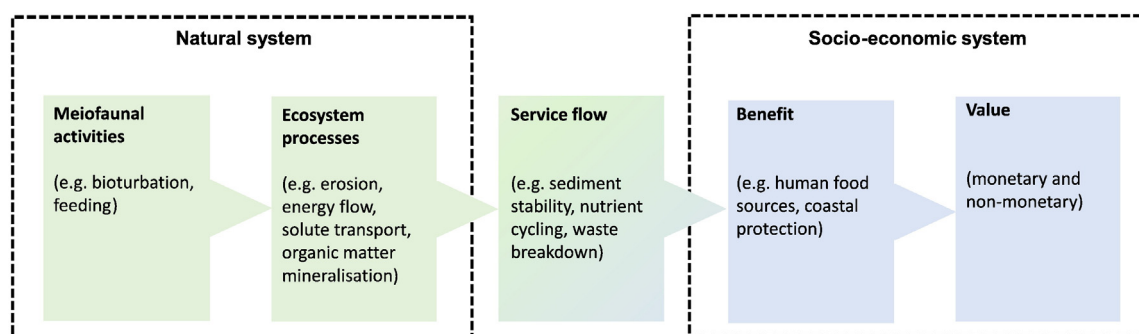 Natural system
Socio-economic system
Meiofaunal
activities
(e.g. bioturbation,
feeding)
Ecosystem
processes
(e.g. erosion,
energy flow,
solute transport,
organic matter
mineralisation)
Service flow
(e.g. sediment
stability, nutrient
cycling, waste
breakdown)
Benefit
(e.g. human food
sources, coastal
protection)
Value
(monetary and
non-monetary)